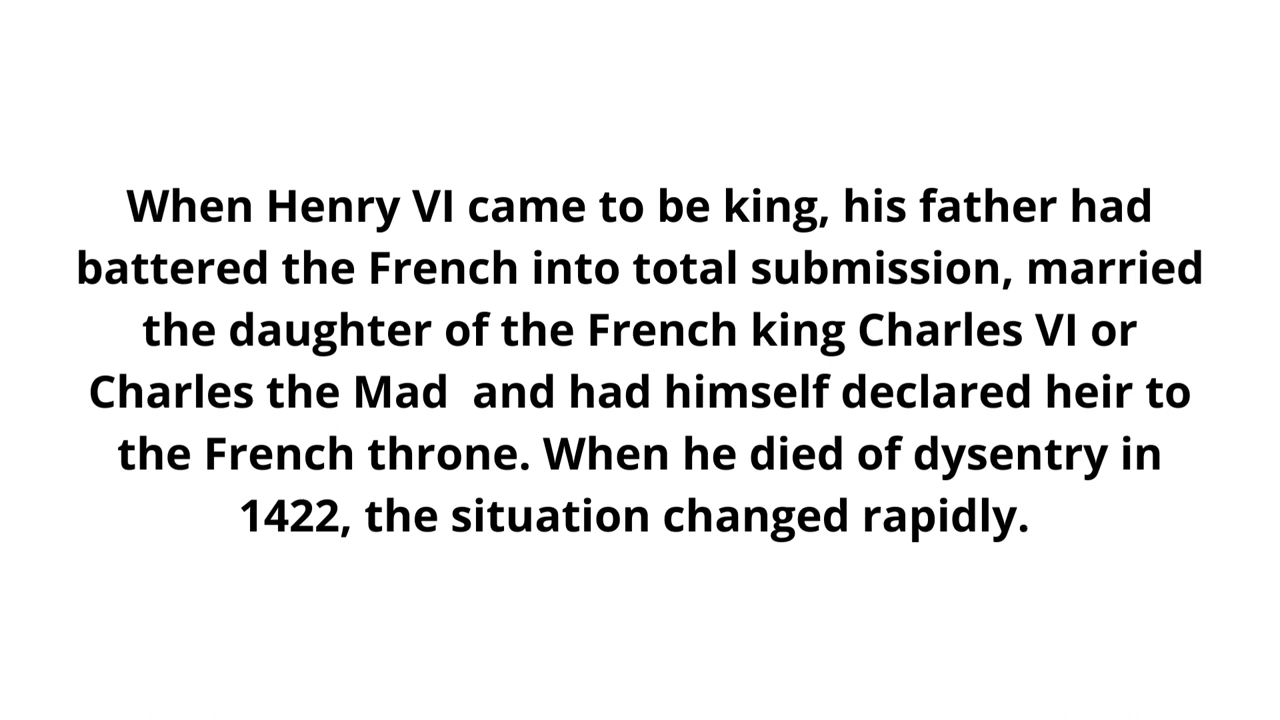 When Henry VI came to be king, his father had
battered the French into total submission, married
the daughter of the French king Charles VI or
Charles the Mad  and had himself declared heir to
the French throne. When he died of dysentry in
1422, the situation changed rapidly.